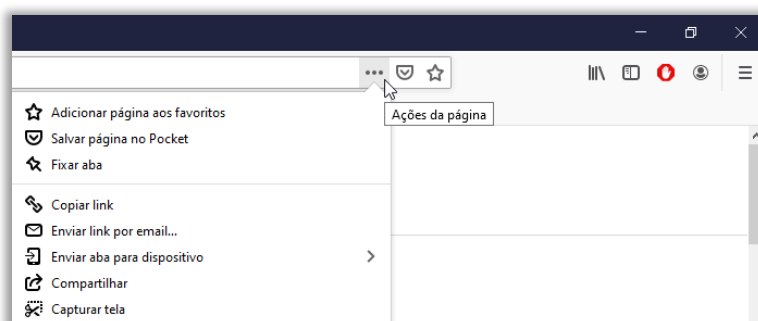 Ações da página
Adicionar página aos favoritos
Salvar página no Pocket
Fixar aba
Copiar link
Enviar link por email...
Enviar aba para dispositivo
Compartilhar
Capturar tela